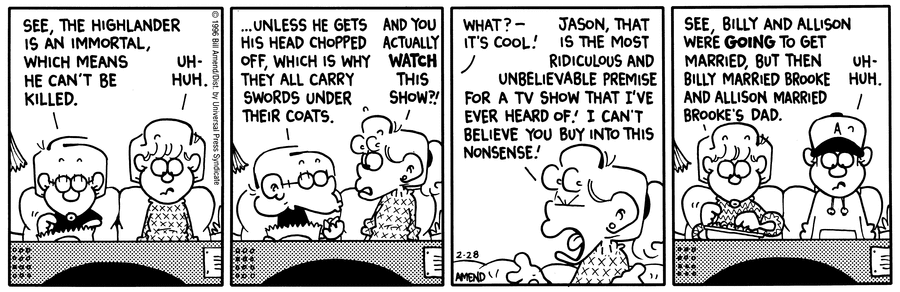 SEE, THE HIGHLANDER
IS AN IMMORTAL,
WHICH MEANS
HE CAN'T BE
KILLED.
UH-
HUH.
© 1996 Bill Amend/Dist. by Universal Press Syndicate
...UNLESS HE GETS
HIS HEAD CHOPPED
OFF, WHICH IS WHY
THEY ALL CARRY
SWORDS UNDER
THEIR COATS.
AND YOU
ACTUALLY
WATCH
THIS
SHOW?!
WHAT?–
IT'S COOL!
JASON, THAT
IS THE MOST
RIDICULOUS AND
UNBELIEVABLE PREMISE
FOR A TV SHOW THAT I'VE
EVER HEARD OF! I CAN'T
BELIEVE YOU BUY INTO THIS
NONSENSE!
2-28
AMEND
SEE, BILLY AND ALLISON
WERE GOING TO GET
MARRIED, BUT THEN
BILLY MARRIED BROOKE
AND ALLISON MARRIED
BROOKE'S DAD.
UH-
HUH.
A